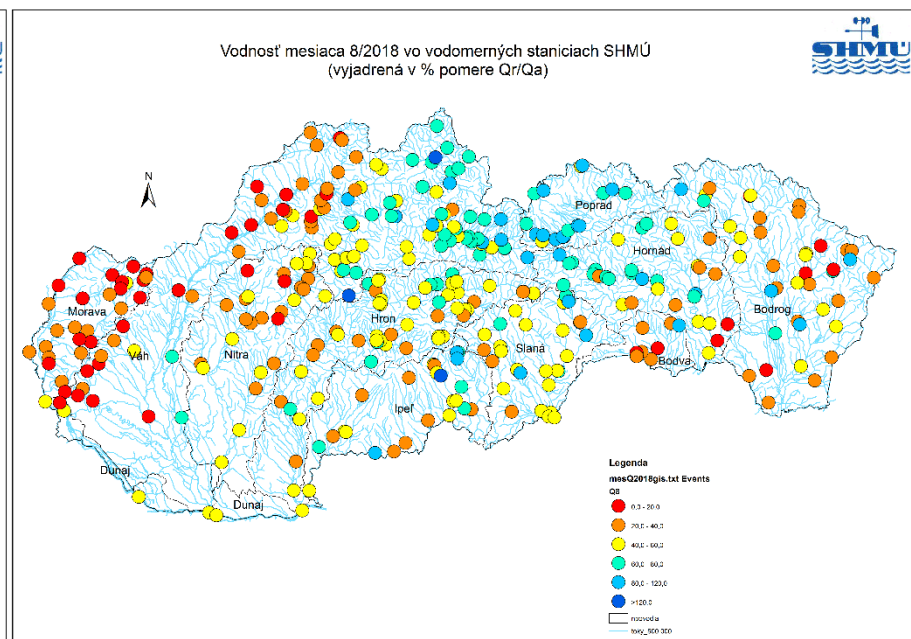 Vodnosť mesiaca 8/2018 vo vodomerných staniciach SHMÚ
(vyjadrená v % pomere Qr/Qa)
SHMÚ
N
Poprad
Hornád
Morava
Bodrog
Hron
Váh
Nitra
Slaná
Bodva
Ipeľ
Dunaj
Dunaj
Legenda
mesQ2018gis.txt Events
Q8
0,0 - 20,0
20,0 - 40,0
40,0 - 60,0
60,0 - 80,0
80,0 - 120,0
>120,0